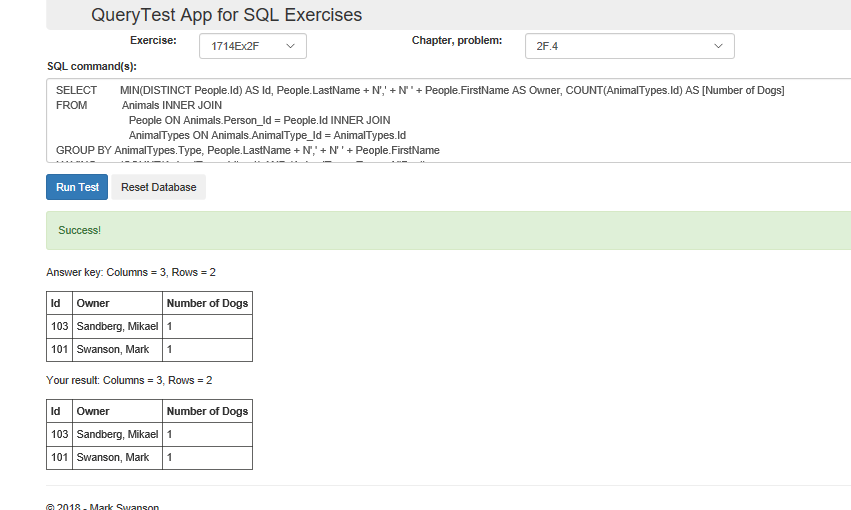 QueryTest App for SQL Exercises
Exercise: 1714Ex2F Chapter, problem: 2F.4
SQL command(s):
SELECT MIN(DISTINCT People.Id) AS Id, People.LastName + N',' + N' ' + People.FirstName AS Owner, COUNT(AnimalTypes.Id) AS [Number of Dogs]
FROM Animals INNER JOIN
People ON Animals.Person_Id = People.Id INNER JOIN
AnimalTypes ON Animals.AnimalType_Id = AnimalTypes.Id
GROUP BY AnimalTypes.Type, People.LastName + N',' + N' ' + People.FirstName
Run Test Reset Database
Success!
Answer key: Columns = 3, Rows = 2
Id Owner Number of Dogs
103 Sandberg, Mikael 1
101 Swanson, Mark 1
Your result: Columns = 3, Rows = 2
Id Owner Number of Dogs
103 Sandberg, Mikael 1
101 Swanson, Mark 1
© 2018 - Mark Swanson